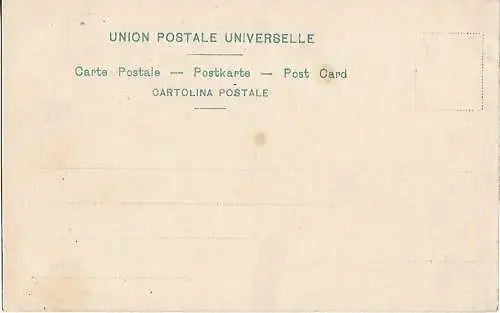 UNION POSTALE UNIVERSELLE
Carte Postale — Postkarte — Post Card
CARTOLINA POSTALE